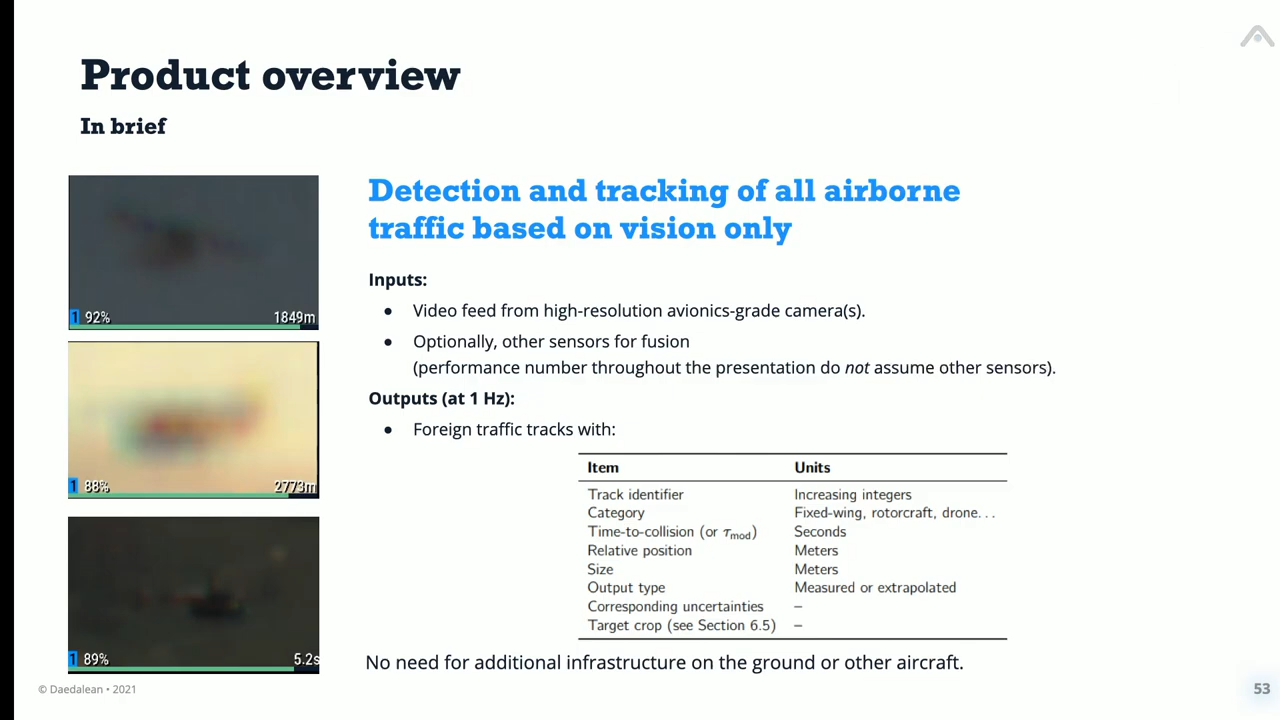 Product overview
In brief
1 92% 1849m
1 88% 2773m
1 89% 5.2s
Detection and tracking of all airborne
traffic based on vision only
Inputs:
● Video feed from high-resolution avionics-grade camera(s).
● Optionally, other sensors for fusion
(performance number throughout the presentation do not assume other sensors).
Outputs (at 1 Hz):
● Foreign traffic tracks with:
Item Units
Track identifier Increasing integers
Category Fixed-wing, rotorcraft, drone...
Time-to-collision (or τmod) Seconds
Relative position Meters
Size Meters
Output type Measured or extrapolated
Corresponding uncertainties –
Target crop (see Section 6.5) –
No need for additional infrastructure on the ground or other aircraft.
© Daedalean • 2021
53